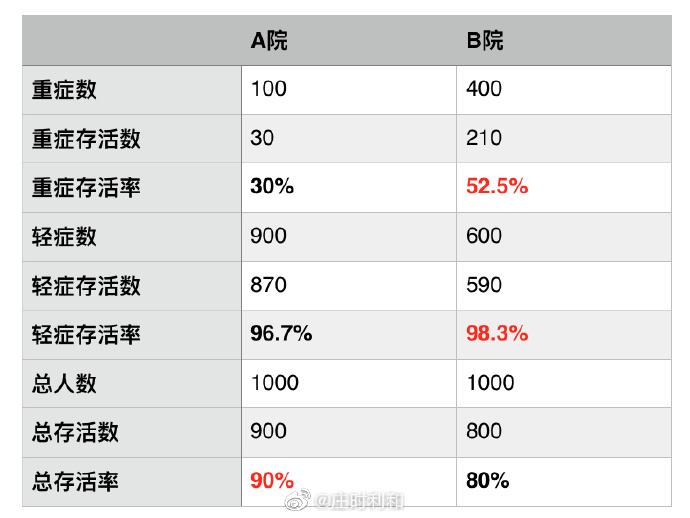 A院 B院
重症数 100 400
重症存活数 30 210
重症存活率 30% 52.5%
轻症数 900 600
轻症存活数 870 590
轻症存活率 96.7% 98.3%
总人数 1000 1000
总存活数 900 800
总存活率 90% 80%
@庄时利和